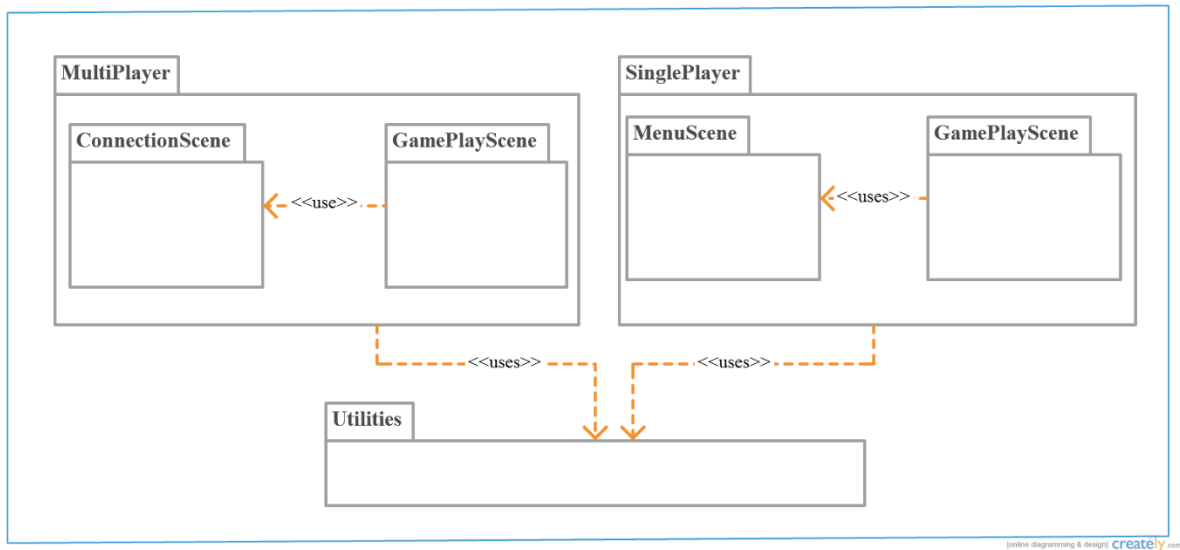 MultiPlayer
SinglePlayer
ConnectionScene
GamePlayScene
MenuScene
GamePlayScene
<<use>>
<<uses>>
<<uses>>
<<uses>>
Utilities
[online diagramming & design] creately.com